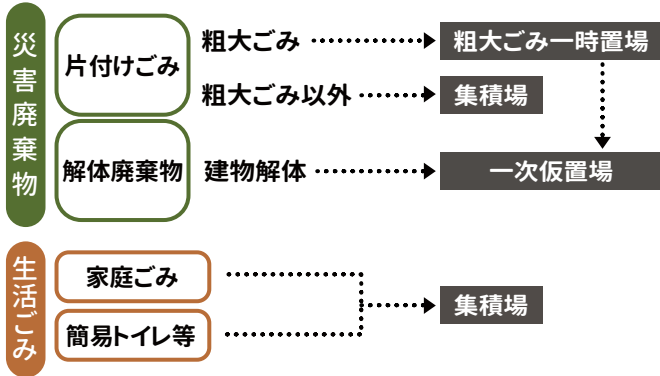 災害廃棄物
片付けごみ
粗大ごみ
粗大ごみ一時置場
粗大ごみ以外
集積場
解体廃棄物
建物解体
一次仮置場
生活ごみ
家庭ごみ
簡易トイレ等
集積場